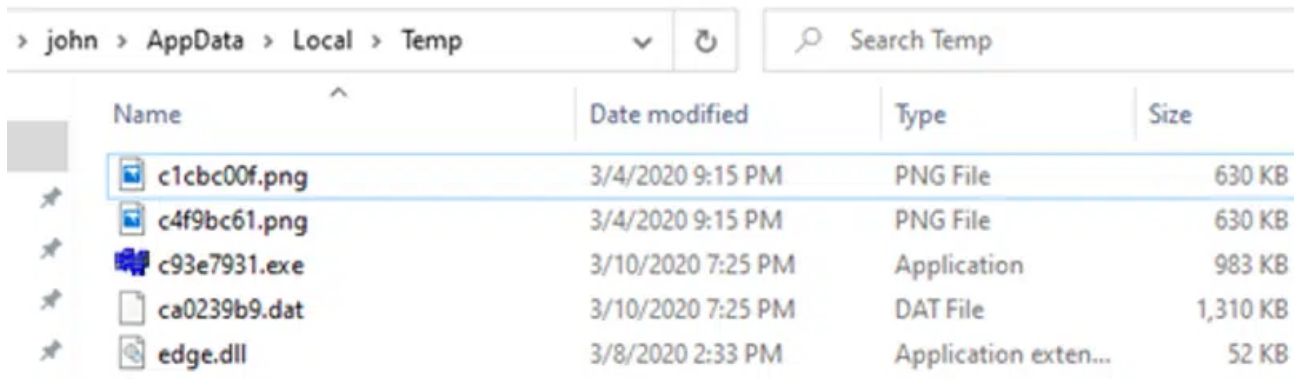 › john › AppData › Local › Temp Search Temp
Name Date modified Type Size
c1cbc00f.png 3/4/2020 9:15 PM PNG File 630 KB
c4f9bc61.png 3/4/2020 9:15 PM PNG File 630 KB
c93e7931.exe 3/10/2020 7:25 PM Application 983 KB
ca0239b9.dat 3/10/2020 7:25 PM DAT File 1,310 KB
edge.dll 3/8/2020 2:33 PM Application exten... 52 KB